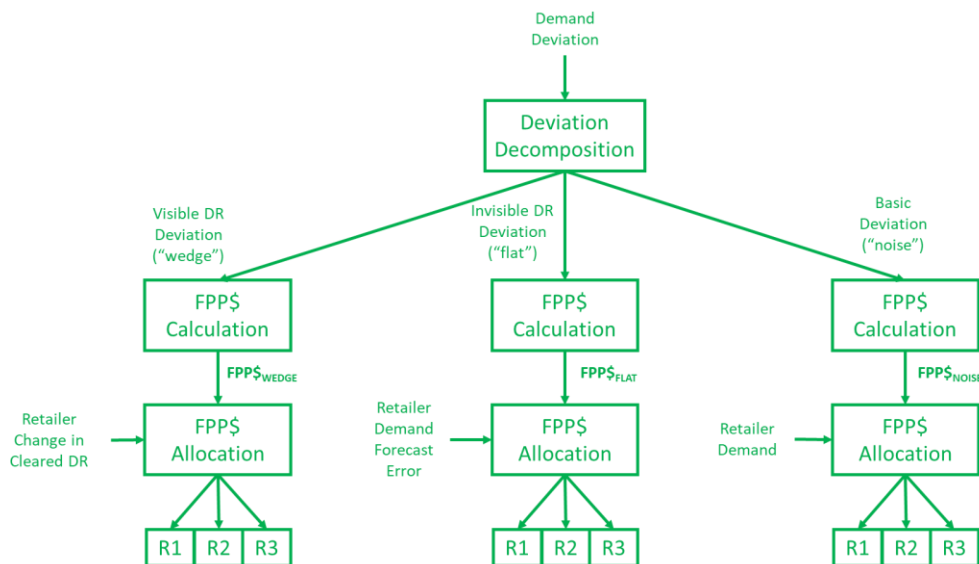 Demand
Deviation
Deviation
Decomposition
Visible DR
Deviation
(“wedge”)
Invisible DR
Deviation
(“flat”)
Basic
Deviation
(“noise”)
FPP$
Calculation
FPP$
Calculation
FPP$
Calculation
FPP$WEDGE
FPP$FLAT
FPP$NOISE
Retailer
Change in
Cleared DR
FPP$
Allocation
Retailer
Demand
Forecast
Error
FPP$
Allocation
Retailer
Demand
FPP$
Allocation
R1 R2 R3
R1 R2 R3
R1 R2 R3